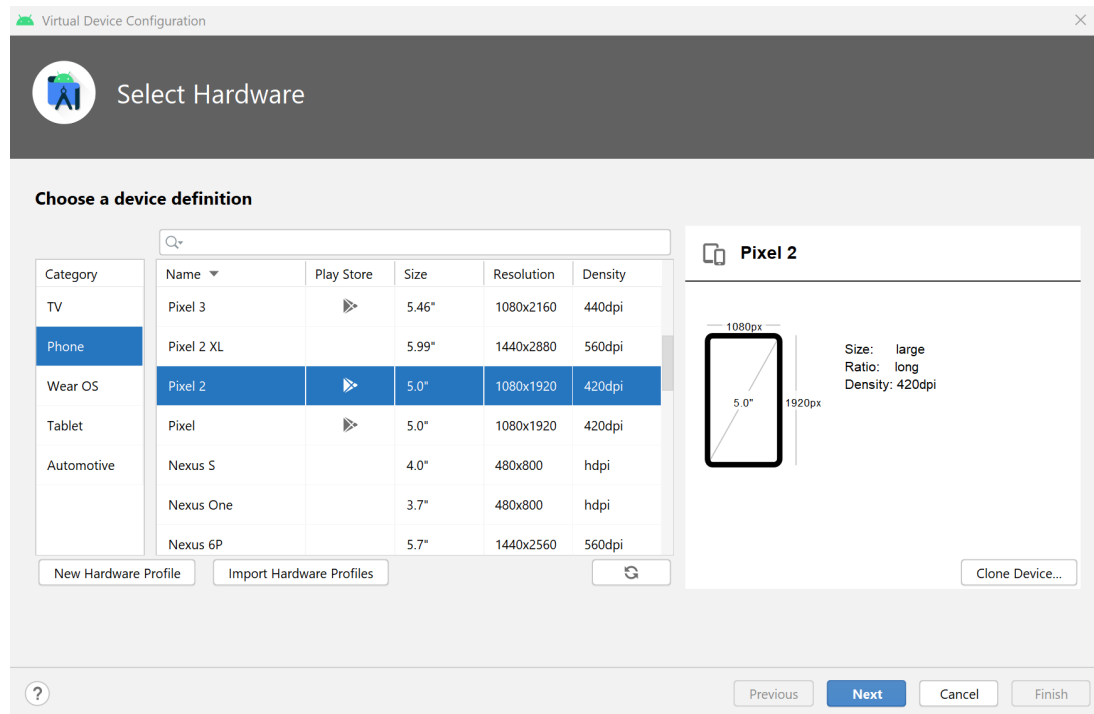 Virtual Device Configuration
Select Hardware
Choose a device definition
Category
TV
Phone
Wear OS
Tablet
Automotive
Name Play Store Size Resolution Density
Pixel 3 5.46" 1080x2160 440dpi
Pixel 2 XL 5.99" 1440x2880 560dpi
Pixel 2 5.0" 1080x1920 420dpi
Pixel 5.0" 1080x1920 420dpi
Nexus S 4.0" 480x800 hdpi
Nexus One 3.7" 480x800 hdpi
Nexus 6P 5.7" 1440x2560 560dpi
New Hardware Profile Import Hardware Profiles
Pixel 2
1080px
5.0" 1920px
Size: large
Ratio: long
Density: 420dpi
Clone Device...
? Previous Next Cancel Finish